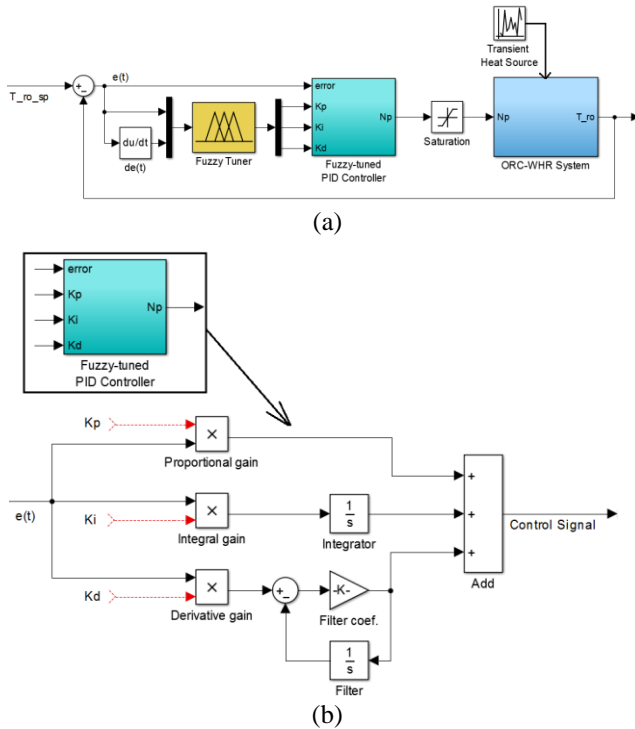 Transient
Heat Source
T_ro_sp
+
−
e(t)
du/dt
de(t)
Fuzzy Tuner
error
Kp
Ki
Kd
Np
Fuzzy-tuned
PID Controller
Saturation
Np
T_ro
ORC-WHR System
(a)
error
Kp
Ki
Kd
Np
Fuzzy-tuned
PID Controller
Kp
×
Proportional gain
e(t)
Ki
×
Integral gain
1
s
Integrator
Kd
×
Derivative gain
+
−
-K-
Filter coef.
1
s
Filter
+
+
+
Add
Control Signal
(b)